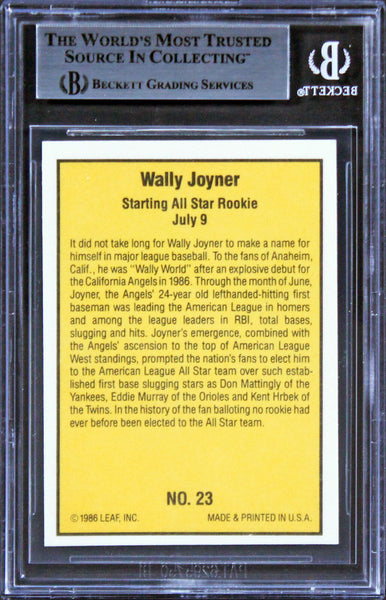 THE WORLD'S MOST TRUSTED
SOURCE IN COLLECTING™
BECKETT GRADING SERVICES
BECKETT
Wally Joyner
Starting All Star Rookie
July 9
It did not take long for Wally Joyner to make a name for
himself in major league baseball. To the fans of Anaheim,
Calif., he was "Wally World" after an explosive debut for
the California Angels in 1986. Through the month of June,
Joyner, the Angels' 24-year old lefthanded-hitting first
baseman was leading the American League in homers
and among the league leaders in RBI, total bases,
slugging and hits. Joyner's emergence, combined with
the Angels' ascension to the top of American League
West standings, prompted the nation's fans to elect him
to the American League All Star team over such estab-
lished first base slugging stars as Don Mattingly of the
Yankees, Eddie Murray of the Orioles and Kent Hrbek of
the Twins. In the history of the fan balloting no rookie had
ever before been elected to the All Star team.
NO. 23
© 1986 LEAF, INC. MADE & PRINTED IN U.S.A.